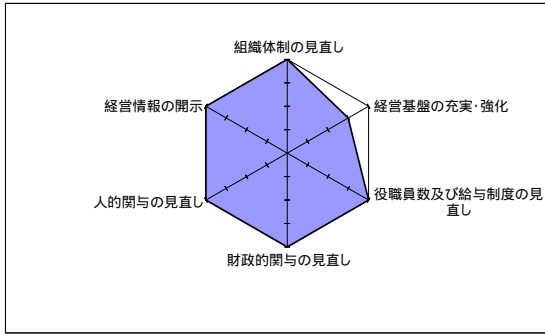 組織体制の見直し
経営情報の開示
経営基盤の充実・強化
人的関与の見直し
役職員数及び給与制度の見
直し
財政的関与の見直し